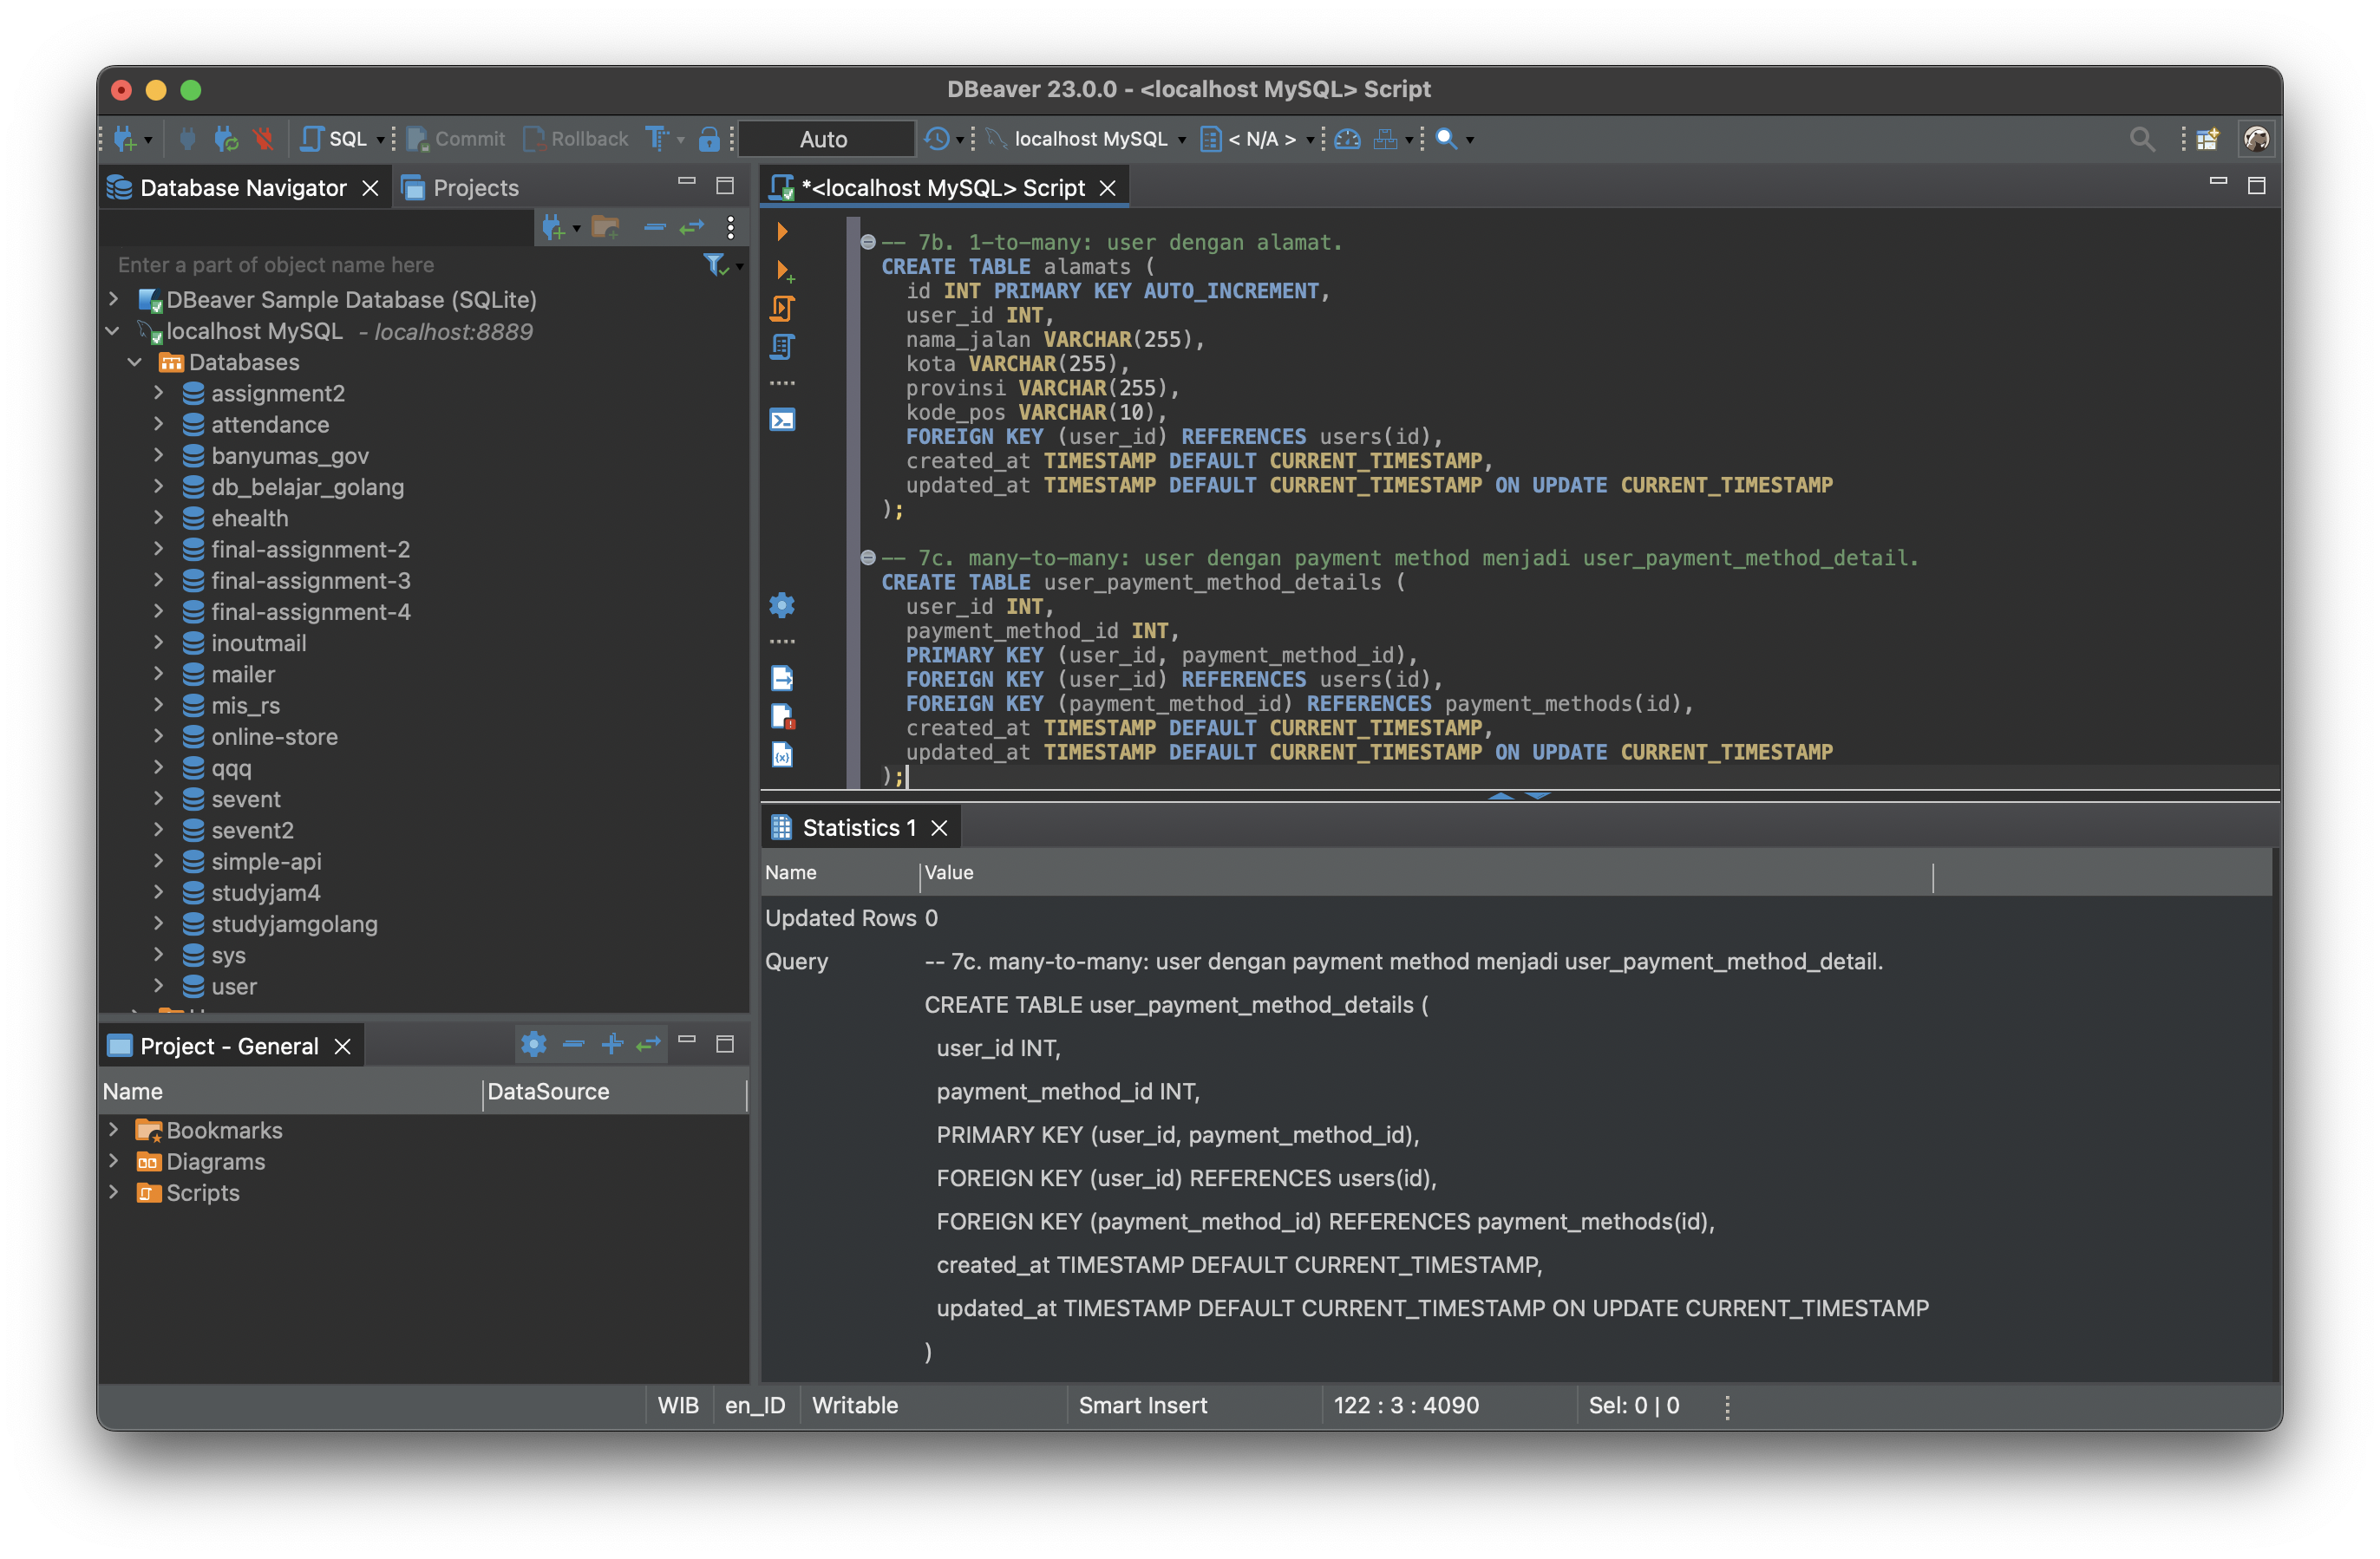 DBeaver 23.0.0 - <localhost MySQL> Script
SQL
Commit
Rollback
Auto
localhost MySQL
< N/A >
Database Navigator
Projects
Enter a part of object name here
DBeaver Sample Database (SQLite)
localhost MySQL - localhost:8889
Databases
assignment2
attendance
banyumas_gov
db_belajar_golang
ehealth
final-assignment-2
final-assignment-3
final-assignment-4
inoutmail
mailer
mis_rs
online-store
qqq
sevent
sevent2
simple-api
studyjam4
studyjamgolang
sys
user
Project - General
Name DataSource
Bookmarks
Diagrams
Scripts
*<localhost MySQL> Script
-- 7b. 1-to-many: user dengan alamat.
CREATE TABLE alamats (
id INT PRIMARY KEY AUTO_INCREMENT,
user_id INT,
nama_jalan VARCHAR(255),
kota VARCHAR(255),
provinsi VARCHAR(255),
kode_pos VARCHAR(10),
FOREIGN KEY (user_id) REFERENCES users(id),
created_at TIMESTAMP DEFAULT CURRENT_TIMESTAMP,
updated_at TIMESTAMP DEFAULT CURRENT_TIMESTAMP ON UPDATE CURRENT_TIMESTAMP
);
-- 7c. many-to-many: user dengan payment method menjadi user_payment_method_detail.
CREATE TABLE user_payment_method_details (
user_id INT,
payment_method_id INT,
PRIMARY KEY (user_id, payment_method_id),
FOREIGN KEY (user_id) REFERENCES users(id),
FOREIGN KEY (payment_method_id) REFERENCES payment_methods(id),
created_at TIMESTAMP DEFAULT CURRENT_TIMESTAMP,
updated_at TIMESTAMP DEFAULT CURRENT_TIMESTAMP ON UPDATE CURRENT_TIMESTAMP
);
Statistics 1
Name Value
Updated Rows 0
Query -- 7c. many-to-many: user dengan payment method menjadi user_payment_method_detail.
CREATE TABLE user_payment_method_details (
user_id INT,
payment_method_id INT,
PRIMARY KEY (user_id, payment_method_id),
FOREIGN KEY (user_id) REFERENCES users(id),
FOREIGN KEY (payment_method_id) REFERENCES payment_methods(id),
created_at TIMESTAMP DEFAULT CURRENT_TIMESTAMP,
updated_at TIMESTAMP DEFAULT CURRENT_TIMESTAMP ON UPDATE CURRENT_TIMESTAMP
)
WIB
en_ID
Writable
Smart Insert
122 : 3 : 4090
Sel: 0 | 0